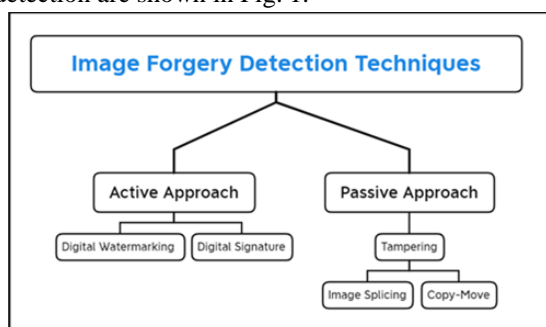 detection are shown in Fig. 1.
Image Forgery Detection Techniques
Active Approach
Passive Approach
Digital Watermarking
Digital Signature
Tampering
Image Splicing
Copy-Move